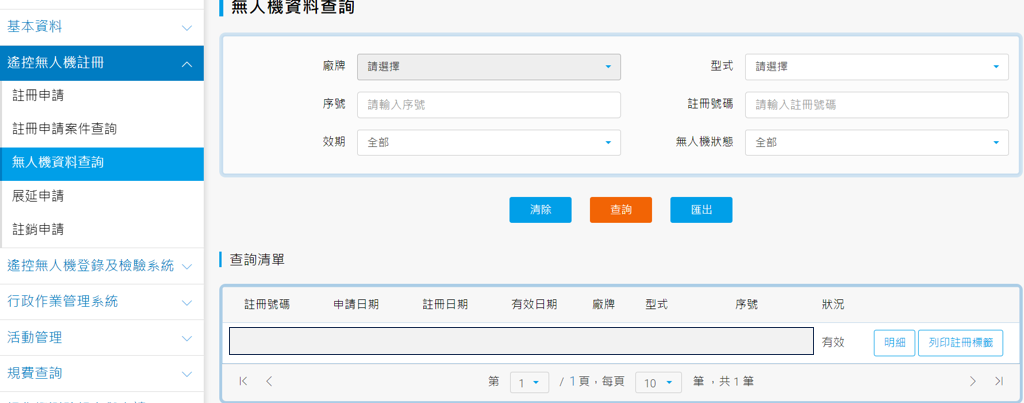 無人機資料查詢
基本資料
遙控無人機註冊
註冊申請
註冊申請案件查詢
無人機資料查詢
展延申請
註銷申請
遙控無人機登錄及檢驗系統
行政作業管理系統
活動管理
規費查詢
廠牌 請選擇 型式 請選擇
序號 請輸入序號 註冊號碼 請輸入註冊號碼
效期 全部 無人機狀態 全部
清除 查詢 匯出
查詢清單
註冊號碼 申請日期 註冊日期 有效日期 廠牌 型式 序號 狀況
有效 明細 列印註冊標籤
第 1 / 1 頁，每頁 10 筆，共 1 筆